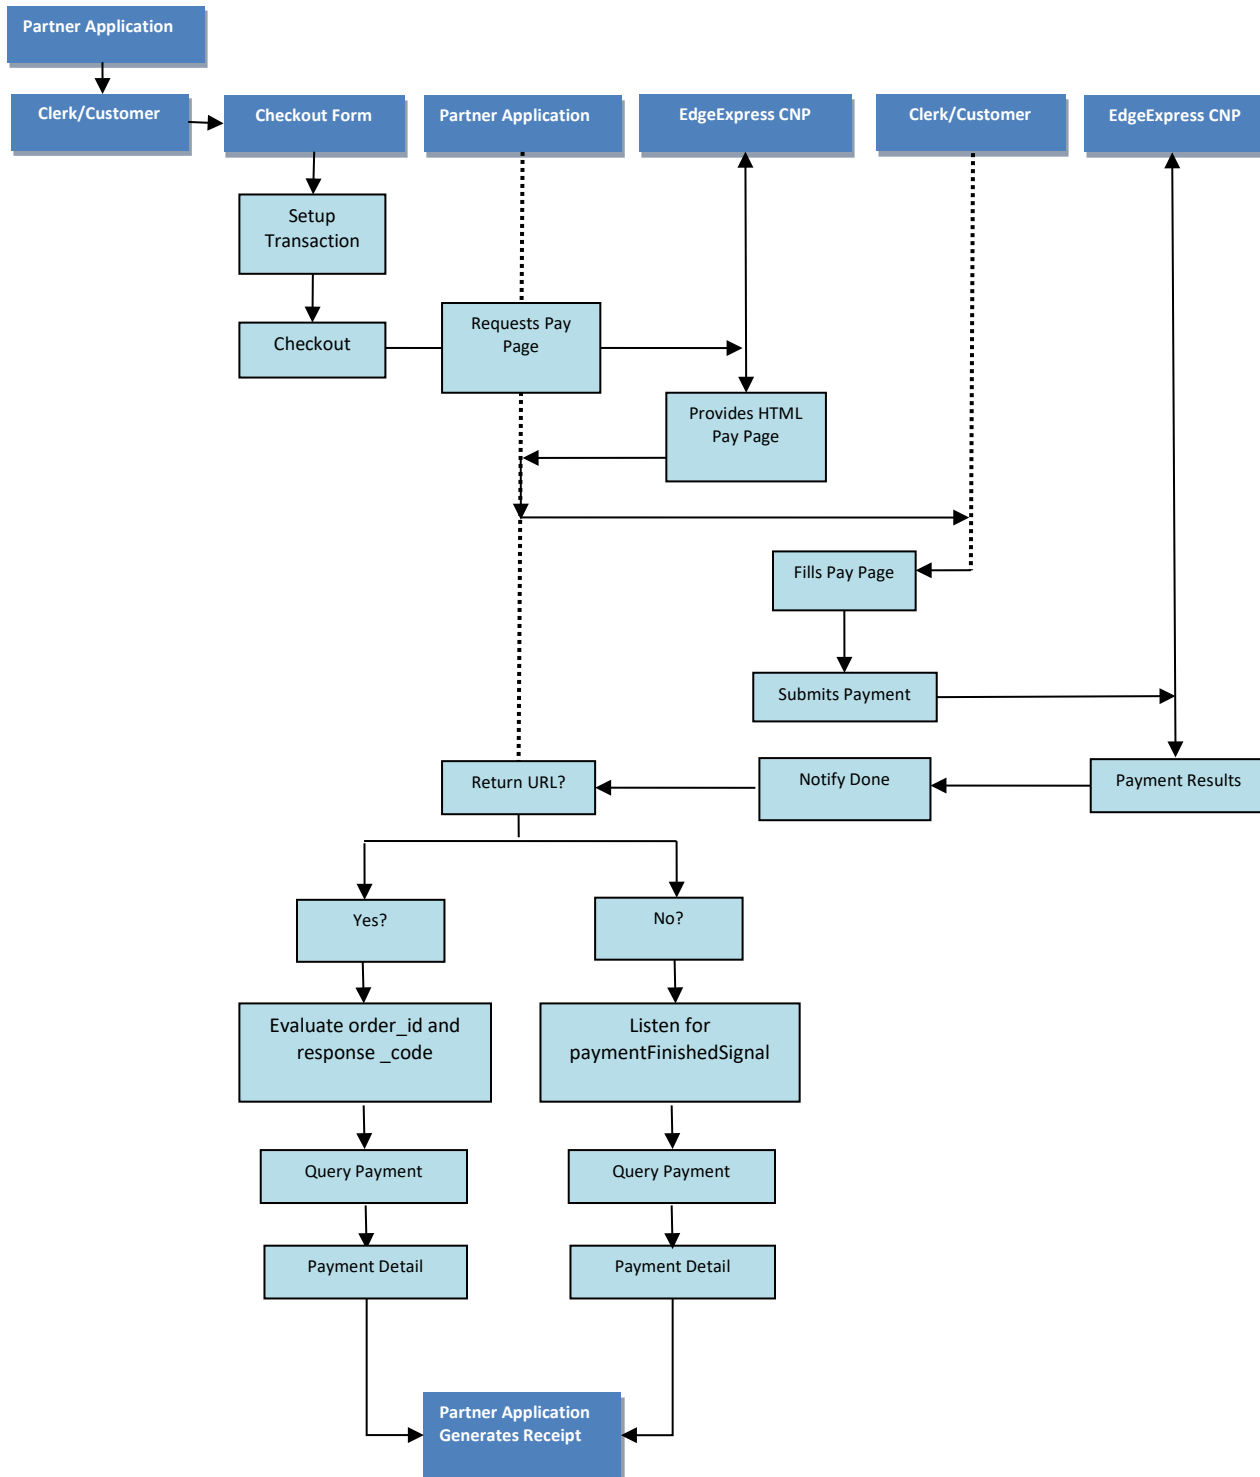 Partner Application
Clerk/Customer
Checkout Form
Partner Application
EdgeExpress CNP
Clerk/Customer
EdgeExpress CNP
Setup
Transaction
Checkout
Requests Pay
Page
Provides HTML
Pay Page
Fills Pay Page
Submits Payment
Return URL?
Notify Done
Payment Results
Yes?
No?
Evaluate order_id and
response _code
Listen for
paymentFinishedSignal
Query Payment
Query Payment
Payment Detail
Payment Detail
Partner Application
Generates Receipt